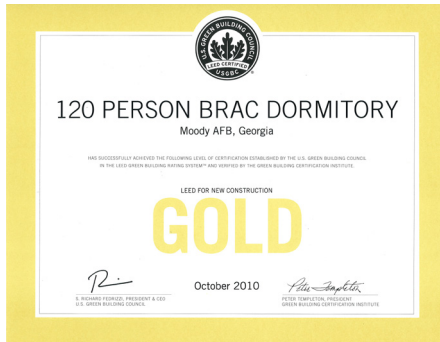 U.S. GREEN BUILDING COUNCIL
LEED CERTIFIED
USGBC
®
120 PERSON BRAC DORMITORY
Moody AFB, Georgia
HAS SUCCESSFULLY ACHIEVED THE FOLLOWING LEVEL OF CERTIFICATION ESTABLISHED BY THE U.S. GREEN BUILDING COUNCIL
IN THE LEED GREEN BUILDING RATING SYSTEM™ AND VERIFIED BY THE GREEN BUILDING CERTIFICATION INSTITUTE.
LEED FOR NEW CONSTRUCTION
GOLD
October 2010
Peter Templeton
S. RICHARD FEDRIZZI, PRESIDENT & CEO
U.S. GREEN BUILDING COUNCIL
PETER TEMPLETON, PRESIDENT
GREEN BUILDING CERTIFICATION INSTITUTE